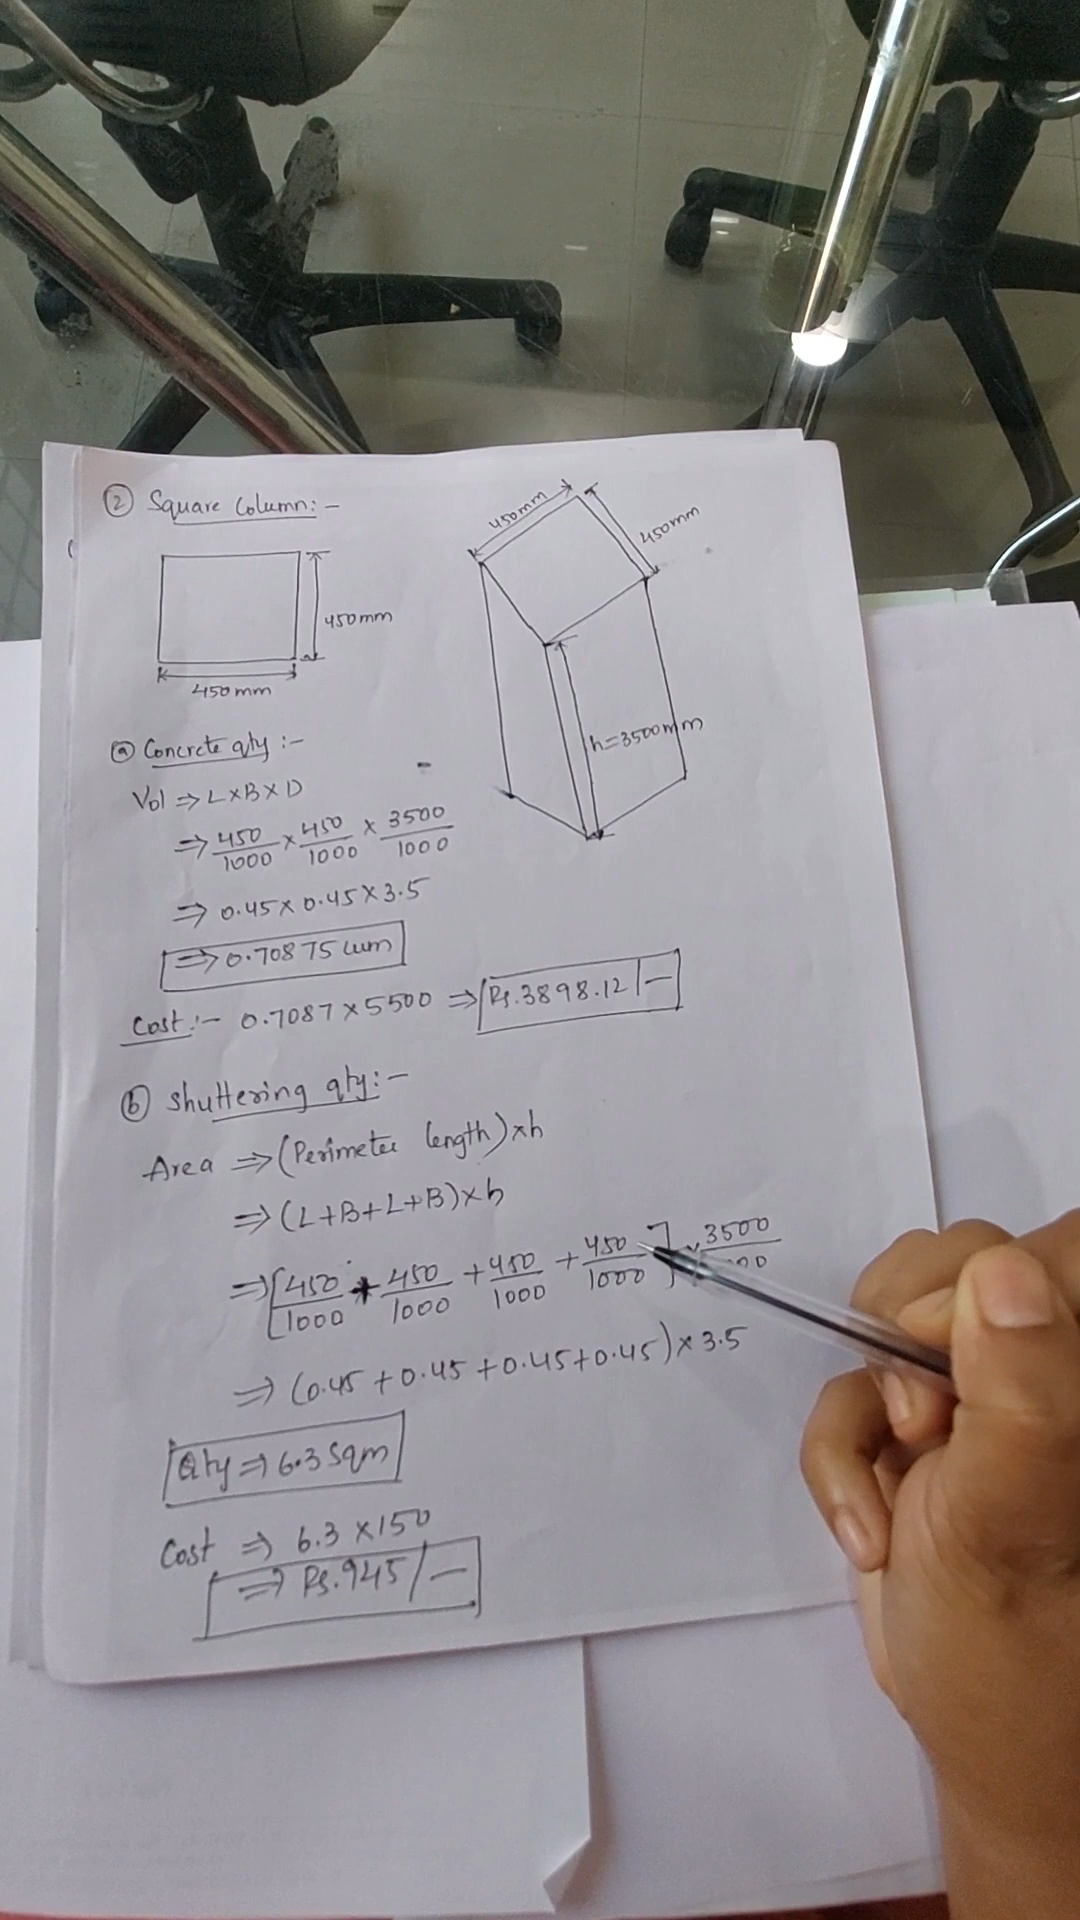 ② Square Column:-
450mm
450mm
450mm
450mm
h=3500mm
ⓐ Concrete qty :-
Vol ⇒ L×B×D
⇒ 450/1000 × 450/1000 × 3500/1000
⇒ 0.45×0.45×3.5
⇒ 0.70875 cum
Cost:- 0.7087×5500 ⇒ Rs.3898.12/-
ⓑ Shuttering qty:-
Area ⇒ (Perimeter length)×h
⇒ (L+B+L+B)×h
⇒ [450/1000 + 450/1000 + 450/1000 + 450/1000] × 3500
⇒ (0.45+0.45+0.45+0.45)×3.5
Qty ⇒ 6.3 Sqm
Cost ⇒ 6.3×150
⇒ Rs.945/-